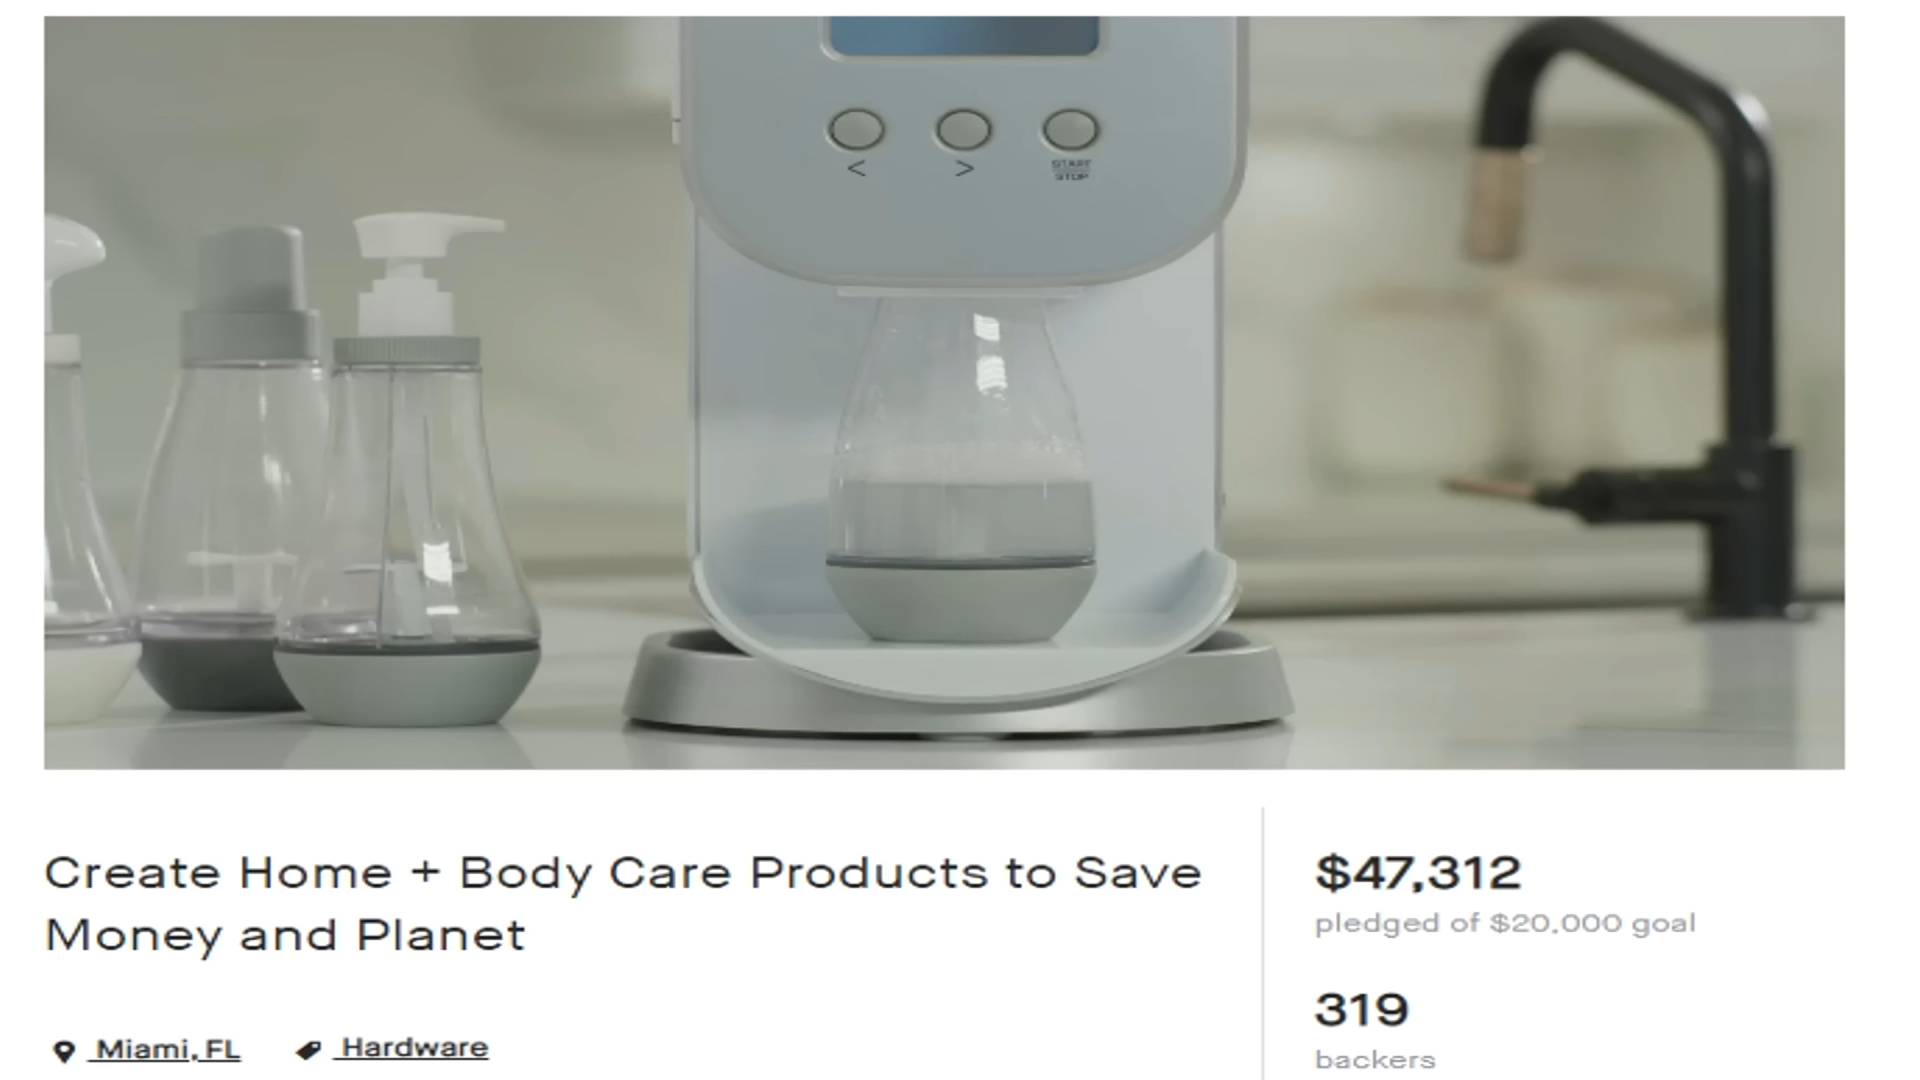 < > START
STOP
Create Home + Body Care Products to Save
Money and Planet
Miami, FL Hardware
$47,312
pledged of $20,000 goal
319
backers